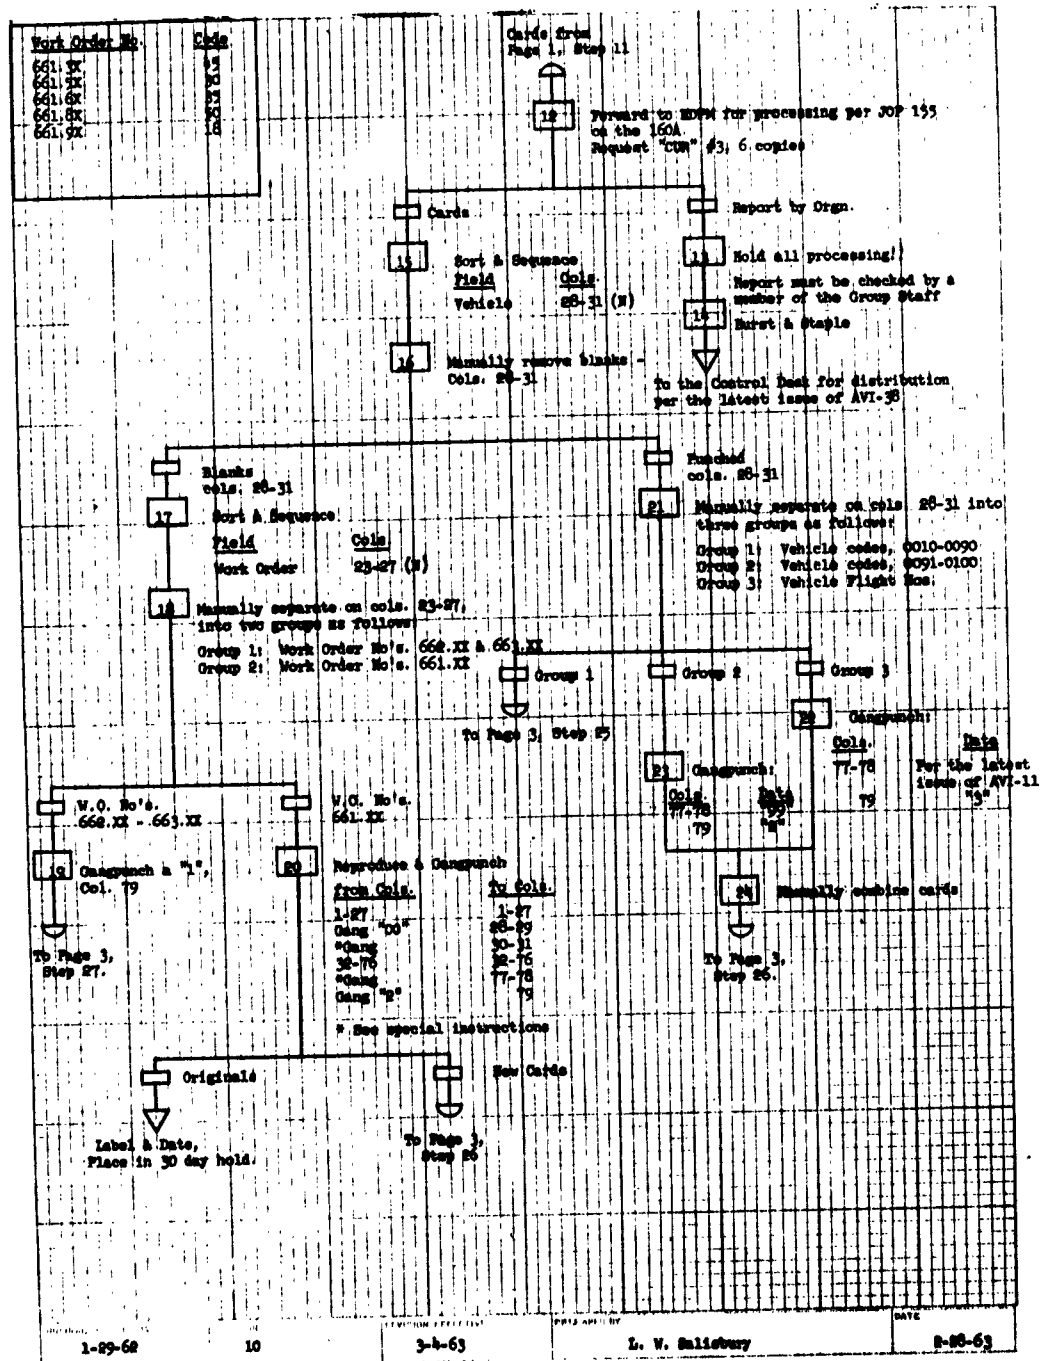 Work Order No. Code
661.5X
661.6X
661.8X
661.9X 18
Cards from
Page 1, Step 11
12
Forward to EDPM for processing per JOP 155
on the 160A.
Request "CUR" #3, 6 copies
Cards
Report by Orgn.
15
Sort & Sequence
Field Cols
Vehicle 28-31 (N)
13
Hold all processing!!
Report must be checked by a
member of the Group Staff
14
Burst & Staple
16
Manually remove blanks -
Cols. 28-31
To the Control Desk for distribution
per the latest issue of AVI-38
Blanks
cols. 28-31
Punched
cols. 28-31
17
Sort & Sequence
Field Cols
Work Order 23-27 (N)
21
Manually separate on cols. 28-31 into
three groups as follows:
Group 1: Vehicle codes, 0010-0090
Group 2: Vehicle codes, 0091-0100
Group 3: Vehicle Flight Nos.
18
Manually separate on cols. 23-27,
into two groups as follows:
Group 1: Work Order No's. 662.XX & 663.XX
Group 2: Work Order No's. 661.XX
Group 1
Group 2
Group 3
To Page 3, Step 25
Gangpunch:
Cols. Data
77-78 Per the latest
issue of AVI-11
79 "3"
23
Gangpunch:
Cols. Data
77-78 "99"
79 "2"
W.O. No's.
662.XX - 663.XX
W.O. No's.
661.XX
19
Gangpunch a "1",
Col. 79
20
Reproduce & Gangpunch
from Cols. To Cols.
1-27 1-27
Gang "00" 28-29
*Gang 30-31
32-76 32-76
*Gang 77-78
Gang "2" 79
* See special instructions
24
Manually combine cards
To Page 3,
Step 27.
To Page 3,
Step 26.
Originals
New Cards
Label & Date,
Place in 30 day hold.
To Page 3,
Step 26
REVISION EFFECTIVE PREPARED BY DATE
1-29-62 10 3-4-63 L. W. Salisbury 2-28-63